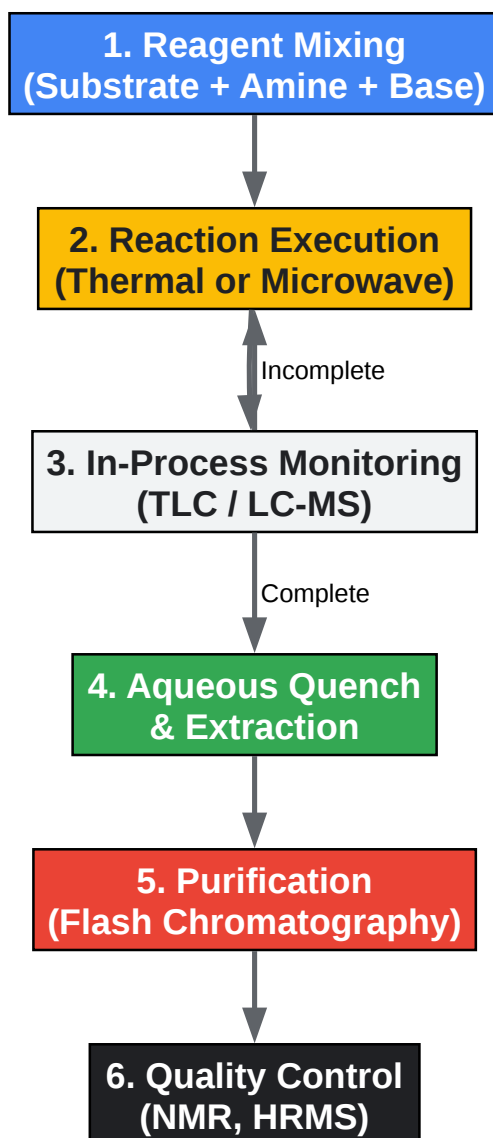 1. Reagent Mixing
(Substrate + Amine + Base)
2. Reaction Execution
(Thermal or Microwave)
Incomplete
3. In-Process Monitoring
(TLC / LC-MS)
Complete
4. Aqueous Quench
& Extraction
5. Purification
(Flash Chromatography)
6. Quality Control
(NMR, HRMS)